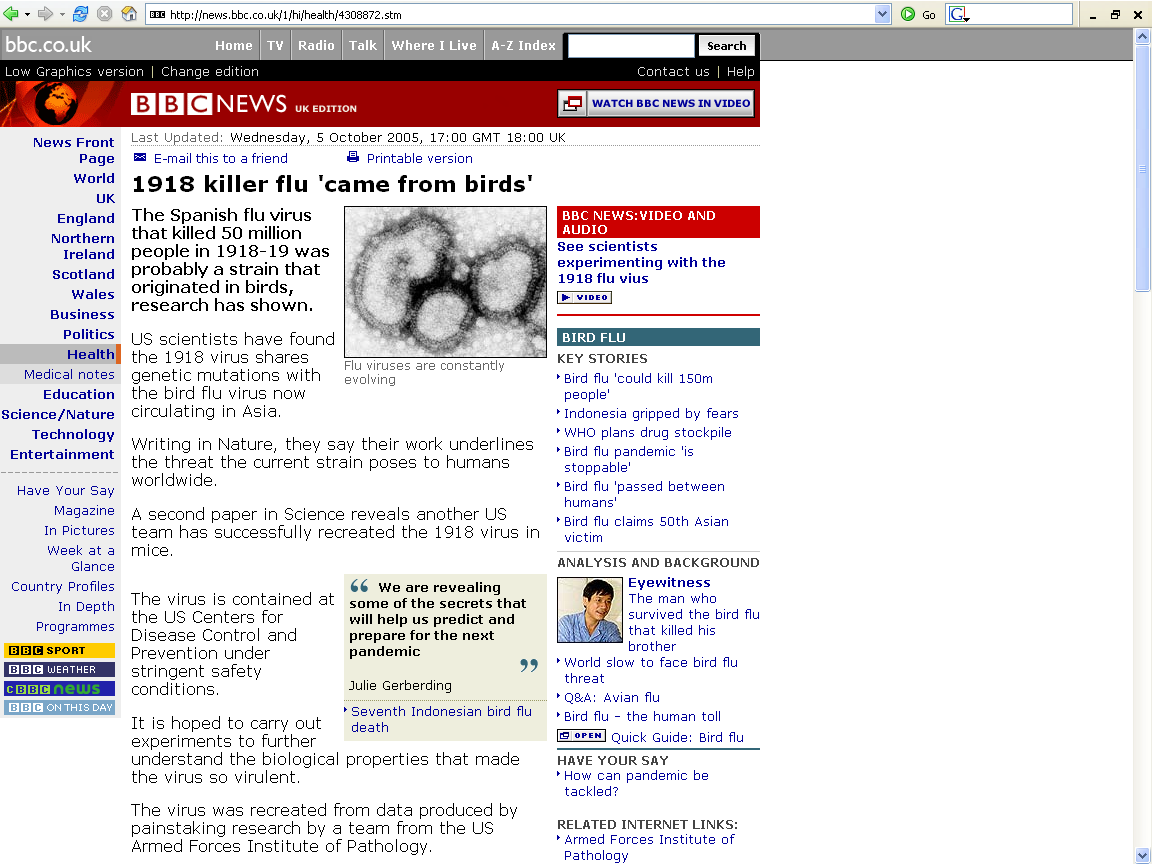 http://news.bbc.co.uk/1/hi/health/4308872.stm
Go
G
bbc.co.uk
Home
TV
Radio
Talk
Where I Live
A-Z Index
Search
Low Graphics version | Change edition
Contact us | Help
BBC NEWS UK EDITION
WATCH BBC NEWS IN VIDEO
News Front
Page
World
UK
England
Northern
Ireland
Scotland
Wales
Business
Politics
Health
Medical notes
Education
Science/Nature
Technology
Entertainment
Have Your Say
Magazine
In Pictures
Week at a
Glance
Country Profiles
In Depth
Programmes
BBC SPORT
BBC WEATHER
CBBC news
BBC ON THIS DAY
Last Updated: Wednesday, 5 October 2005, 17:00 GMT 18:00 UK
E-mail this to a friend
Printable version
1918 killer flu 'came from birds'
The Spanish flu virus
that killed 50 million
people in 1918-19 was
probably a strain that
originated in birds,
research has shown.
Flu viruses are constantly
evolving
US scientists have found
the 1918 virus shares
genetic mutations with
the bird flu virus now
circulating in Asia.
Writing in Nature, they say their work underlines
the threat the current strain poses to humans
worldwide.
A second paper in Science reveals another US
team has successfully recreated the 1918 virus in
mice.
The virus is contained at
the US Centers for
Disease Control and
Prevention under
stringent safety
conditions.
“ We are revealing
some of the secrets that
will help us predict and
prepare for the next
pandemic ”
Julie Gerberding
Seventh Indonesian bird flu
death
It is hoped to carry out
experiments to further
understand the biological properties that made
the virus so virulent.
The virus was recreated from data produced by
painstaking research by a team from the US
Armed Forces Institute of Pathology.
BBC NEWS:VIDEO AND
AUDIO
See scientists
experimenting with the
1918 flu vius
VIDEO
BIRD FLU
KEY STORIES
Bird flu 'could kill 150m
people'
Indonesia gripped by fears
WHO plans drug stockpile
Bird flu pandemic 'is
stoppable'
Bird flu 'passed between
humans'
Bird flu claims 50th Asian
victim
ANALYSIS AND BACKGROUND
Eyewitness
The man who
survived the bird flu
that killed his
brother
World slow to face bird flu
threat
Q&A: Avian flu
Bird flu - the human toll
OPEN Quick Guide: Bird flu
HAVE YOUR SAY
How can pandemic be
tackled?
RELATED INTERNET LINKS:
Armed Forces Institute of
Pathology